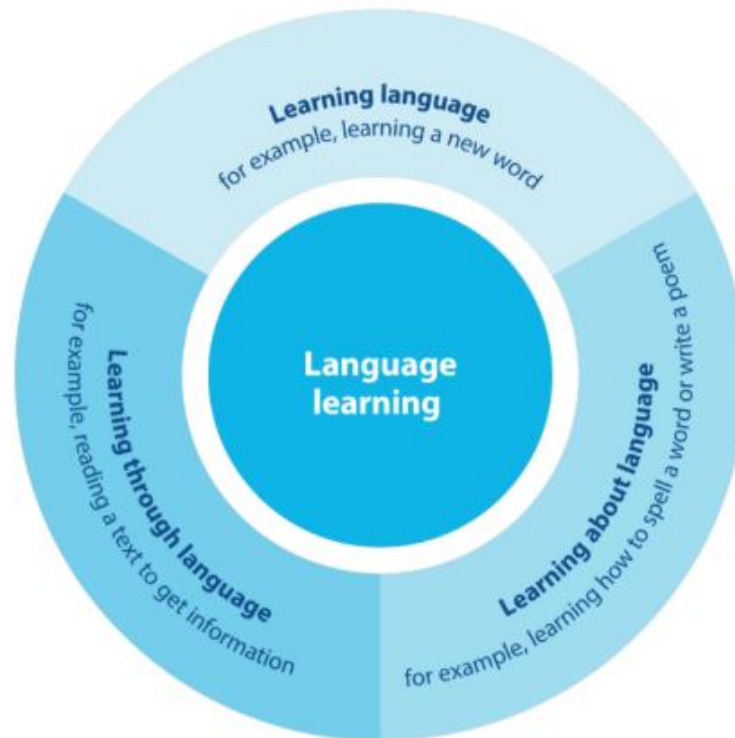 Learning language
for example, learning a new word
Language
learning
Learning through language
for example, reading a text to get information
Learning about language
for example, learning how to spell a word or write a poem